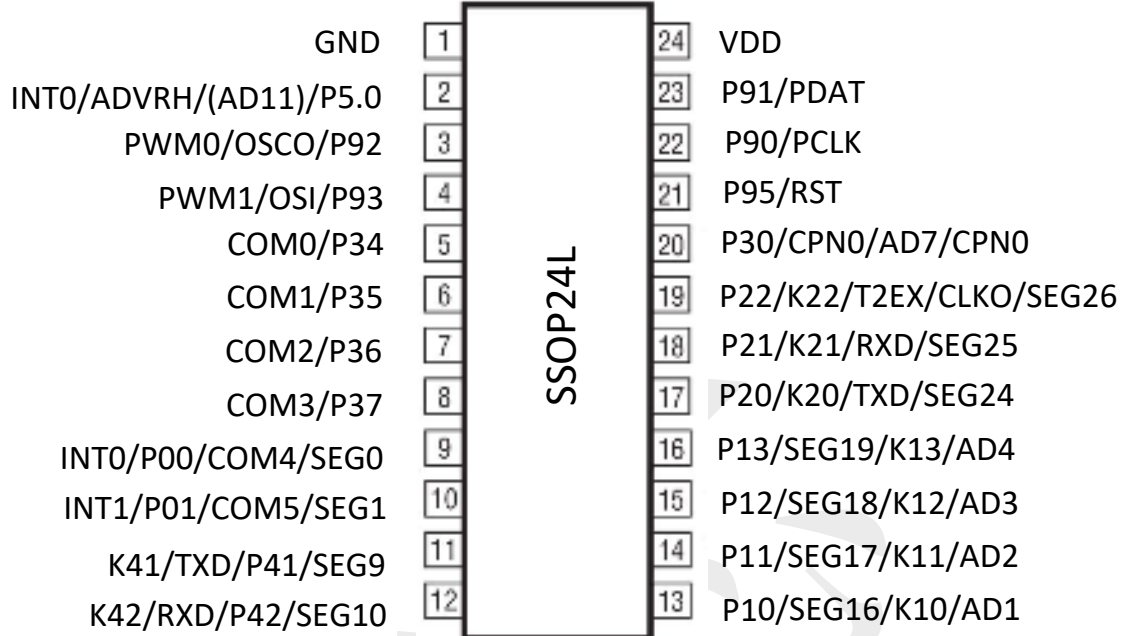 GND 1 24 VDD
INT0/ADVRH/(AD11)/P5.0 2 23 P91/PDAT
PWM0/OSCO/P92 3 22 P90/PCLK
PWM1/OSI/P93 4 21 P95/RST
COM0/P34 5 20 P30/CPN0/AD7/CPN0
COM1/P35 6 19 P22/K22/T2EX/CLKO/SEG26
COM2/P36 7 18 P21/K21/RXD/SEG25
COM3/P37 8 17 P20/K20/TXD/SEG24
INT0/P00/COM4/SEG0 9 16 P13/SEG19/K13/AD4
INT1/P01/COM5/SEG1 10 15 P12/SEG18/K12/AD3
K41/TXD/P41/SEG9 11 14 P11/SEG17/K11/AD2
K42/RXD/P42/SEG10 12 13 P10/SEG16/K10/AD1
SSOP24L